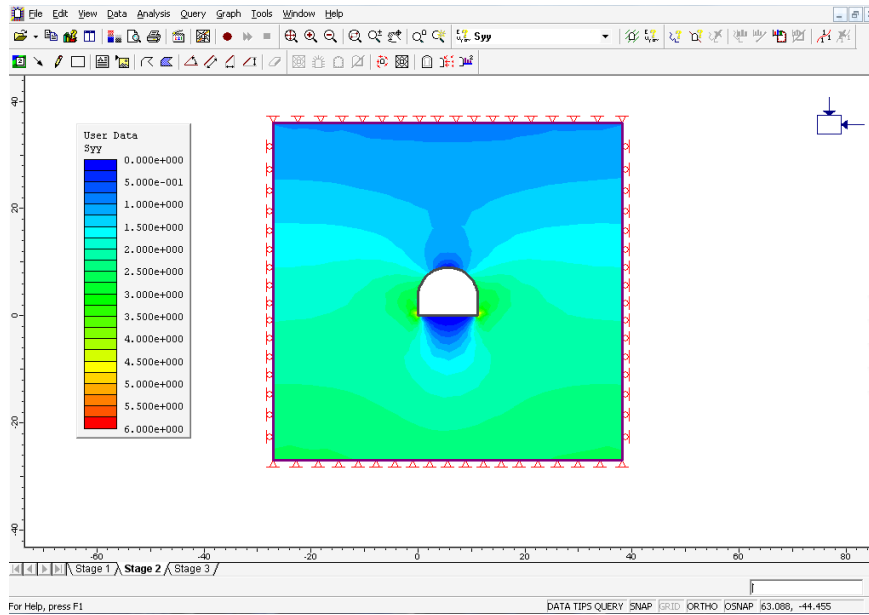 File Edit View Data Analysis Query Graph Tools Window Help
Syy
40
20
0
-20
-40
User Data
Syy
0.000e+000
5.000e-001
1.000e+000
1.500e+000
2.000e+000
2.500e+000
3.000e+000
3.500e+000
4.000e+000
4.500e+000
5.000e+000
5.500e+000
6.000e+000
-60 -40 -20 0 20 40 60 80
Stage 1 Stage 2 Stage 3
For Help, press F1 DATA TIPS QUERY SNAP GRID ORTHO OSNAP 63.088, -44.455